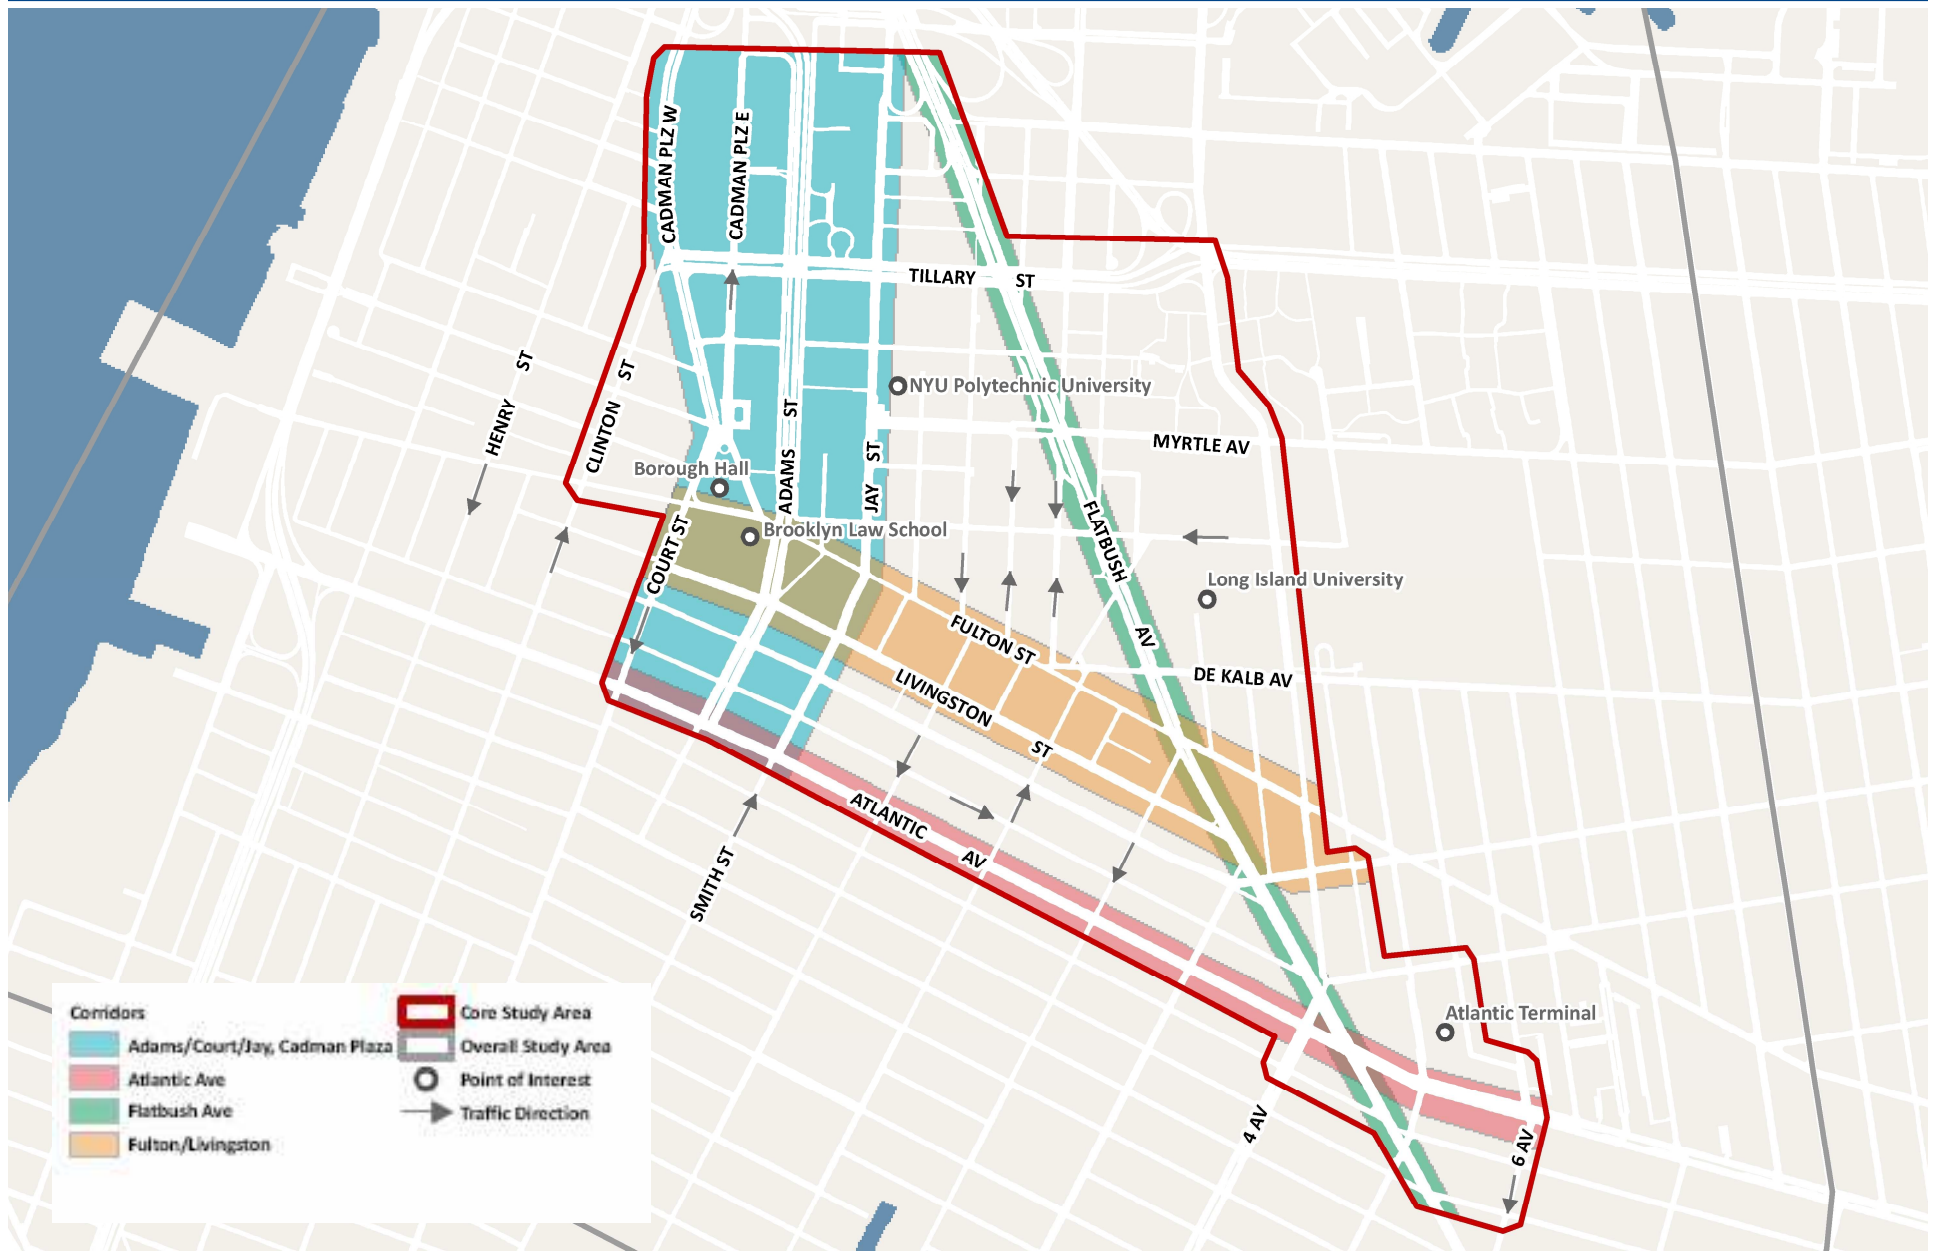 CADMAN PLZ W
CADMAN PLZ E
TILLARY ST
HENRY ST
CLINTON ST
NYU Polytechnic University
ADAMS ST
JAY ST
MYRTLE AV
Borough Hall
Brooklyn Law School
COURT ST
FLATBUSH AV
Long Island University
FULTON ST
DE KALB AV
LIVINGSTON ST
ATLANTIC AV
SMITH ST
Atlantic Terminal
4 AV
6 AV
Corridors
Adams/Court/Jay, Cadman Plaza
Atlantic Ave
Flatbush Ave
Fulton/Livingston
Core Study Area
Overall Study Area
Point of Interest
Traffic Direction